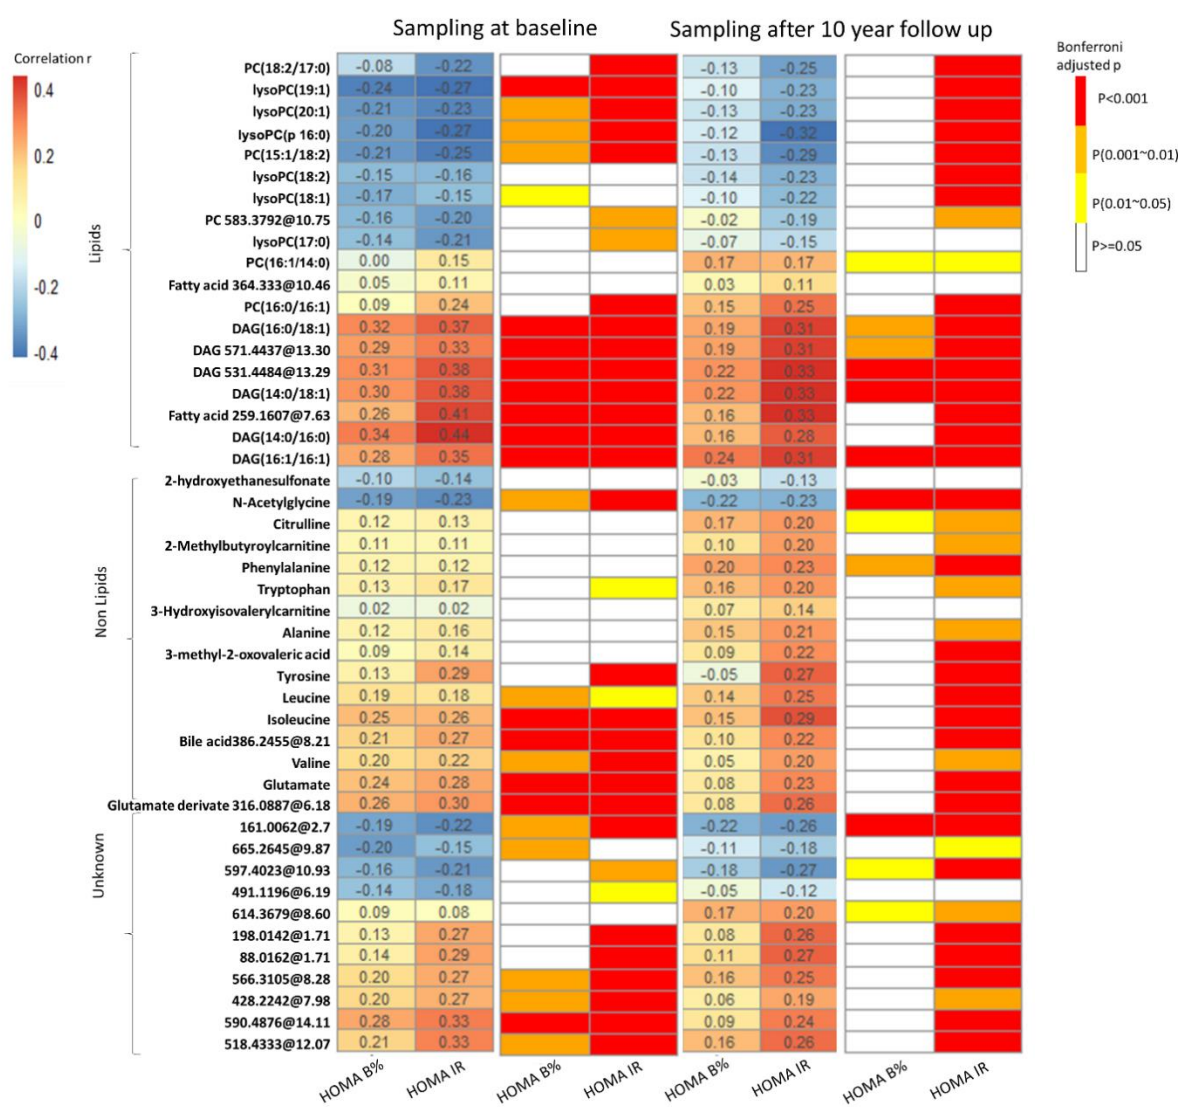 Sampling at baseline
Sampling after 10 year follow up
Correlation r
0.4
0.2
0
-0.2
-0.4
Bonferroni
adjusted p
P<0.001
P(0.001~0.01)
P(0.01~0.05)
P>=0.05
Lipids
PC(18:2/17:0) -0.08 -0.22 -0.13 -0.25
lysoPC(19:1) -0.24 -0.27 -0.10 -0.23
lysoPC(20:1) -0.21 -0.23 -0.13 -0.23
lysoPC(p 16:0) -0.20 -0.27 -0.12 -0.32
PC(15:1/18:2) -0.21 -0.25 -0.13 -0.29
lysoPC(18:2) -0.15 -0.16 -0.14 -0.23
lysoPC(18:1) -0.17 -0.15 -0.10 -0.22
PC 583.3792@10.75 -0.16 -0.20 -0.02 -0.19
lysoPC(17:0) -0.14 -0.21 -0.07 -0.15
PC(16:1/14:0) 0.00 0.15 0.17 0.17
Fatty acid 364.333@10.46 0.05 0.11 0.03 0.11
PC(16:0/16:1) 0.09 0.24 0.15 0.25
DAG(16:0/18:1) 0.32 0.37 0.19 0.31
DAG 571.4437@13.30 0.29 0.33 0.19 0.31
DAG 531.4484@13.29 0.31 0.38 0.22 0.33
DAG(14:0/18:1) 0.30 0.38 0.22 0.33
Fatty acid 259.1607@7.63 0.26 0.41 0.16 0.33
DAG(14:0/16:0) 0.34 0.44 0.16 0.28
DAG(16:1/16:1) 0.28 0.35 0.24 0.31
Non Lipids
2-hydroxyethanesulfonate -0.10 -0.14 -0.03 -0.13
N-Acetylglycine -0.19 -0.23 -0.22 -0.23
Citrulline 0.12 0.13 0.17 0.20
2-Methylbutyroylcarnitine 0.11 0.11 0.10 0.20
Phenylalanine 0.12 0.12 0.20 0.23
Tryptophan 0.13 0.17 0.16 0.20
3-Hydroxyisovalerylcarnitine 0.02 0.02 0.07 0.14
Alanine 0.12 0.16 0.15 0.21
3-methyl-2-oxovaleric acid 0.09 0.14 0.09 0.22
Tyrosine 0.13 0.29 -0.05 0.27
Leucine 0.19 0.18 0.14 0.25
Isoleucine 0.25 0.26 0.15 0.29
Bile acid386.2455@8.21 0.21 0.27 0.10 0.22
Valine 0.20 0.22 0.05 0.20
Glutamate 0.24 0.28 0.08 0.23
Glutamate derivate 316.0887@6.18 0.26 0.30 0.08 0.26
Unknown
161.0062@2.7 -0.19 -0.22 -0.22 -0.26
665.2645@9.87 -0.20 -0.15 -0.11 -0.18
597.4023@10.93 -0.16 -0.21 -0.18 -0.27
491.1196@6.19 -0.14 -0.18 -0.05 -0.12
614.3679@8.60 0.09 0.08 0.17 0.20
198.0142@1.71 0.13 0.27 0.08 0.26
88.0162@1.71 0.14 0.29 0.11 0.27
566.3105@8.28 0.20 0.27 0.16 0.25
428.2242@7.98 0.20 0.27 0.06 0.19
590.4876@14.11 0.28 0.33 0.09 0.24
518.4333@12.07 0.21 0.33 0.16 0.26
HOMA B% HOMA IR HOMA B% HOMA IR HOMA B% HOMA IR HOMA B% HOMA IR